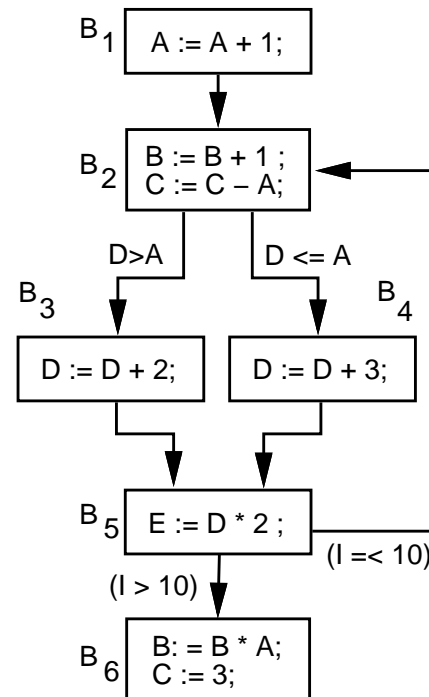 B1
A := A + 1;
B2
B := B + 1 ;
C := C – A;
D>A
D <= A
B3
B4
D := D + 2;
D := D + 3;
B5
E := D * 2 ;
(I =< 10)
(I > 10)
B6
B: = B * A;
C := 3;